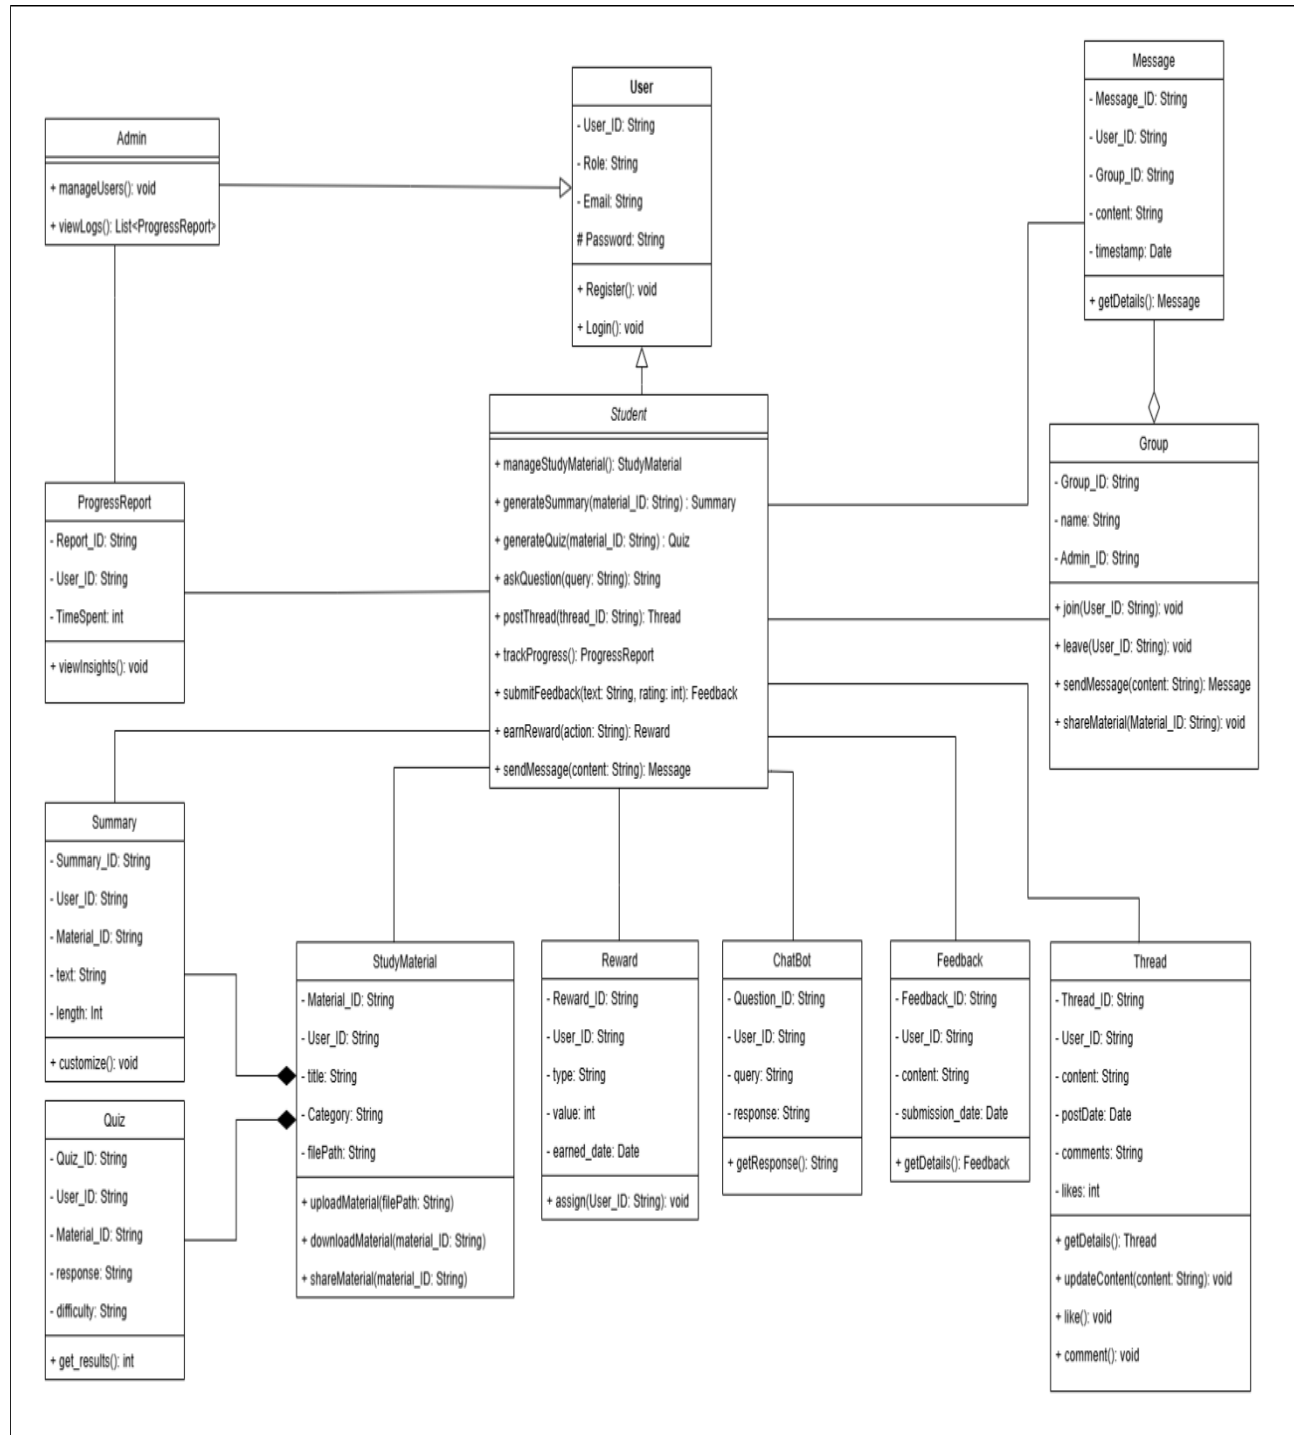 User
- User_ID: String
- Role: String
- Email: String
# Password: String
+ Register(): void
+ Login(): void
Message
- Message_ID: String
- User_ID: String
- Group_ID: String
- content: String
- timestamp: Date
+ getDetails(): Message
Admin
+ manageUsers(): void
+ viewLogs(): List<ProgressReport>
Student
+ manageStudyMaterial(): StudyMaterial
+ generateSummary(material_ID: String) : Summary
+ generateQuiz(material_ID: String) : Quiz
+ askQuestion(query: String): String
+ postThread(thread_ID: String): Thread
+ trackProgress(): ProgressReport
+ submitFeedback(text: String, rating: int): Feedback
+ earnReward(action: String): Reward
+ sendMessage(content: String): Message
Group
- Group_ID: String
- name: String
- Admin_ID: String
+ join(User_ID: String): void
+ leave(User_ID: String): void
+ sendMessage(content: String): Message
+ shareMaterial(Material_ID: String): void
ProgressReport
- Report_ID: String
- User_ID: String
- TimeSpent: int
+ viewInsights(): void
Summary
- Summary_ID: String
- User_ID: String
- Material_ID: String
- text: String
- length: Int
+ customize(): void
Quiz
- Quiz_ID: String
- User_ID: String
- Material_ID: String
- response: String
- difficulty: String
+ get_results(): int
StudyMaterial
- Material_ID: String
- User_ID: String
- title: String
- Category: String
- filePath: String
+ uploadMaterial(filePath: String)
+ downloadMaterial(material_ID: String)
+ shareMaterial(material_ID: String)
Reward
- Reward_ID: String
- User_ID: String
- type: String
- value: int
- earned_date: Date
+ assign(User_ID: String): void
ChatBot
- Question_ID: String
- User_ID: String
- query: String
- response: String
+ getResponse(): String
Feedback
- Feedback_ID: String
- User_ID: String
- content: String
- submission_date: Date
+ getDetails(): Feedback
Thread
- Thread_ID: String
- User_ID: String
- content: String
- postDate: Date
- comments: String
- likes: int
+ getDetails(): Thread
+ updateContent(content: String): void
+ like(): void
+ comment(): void